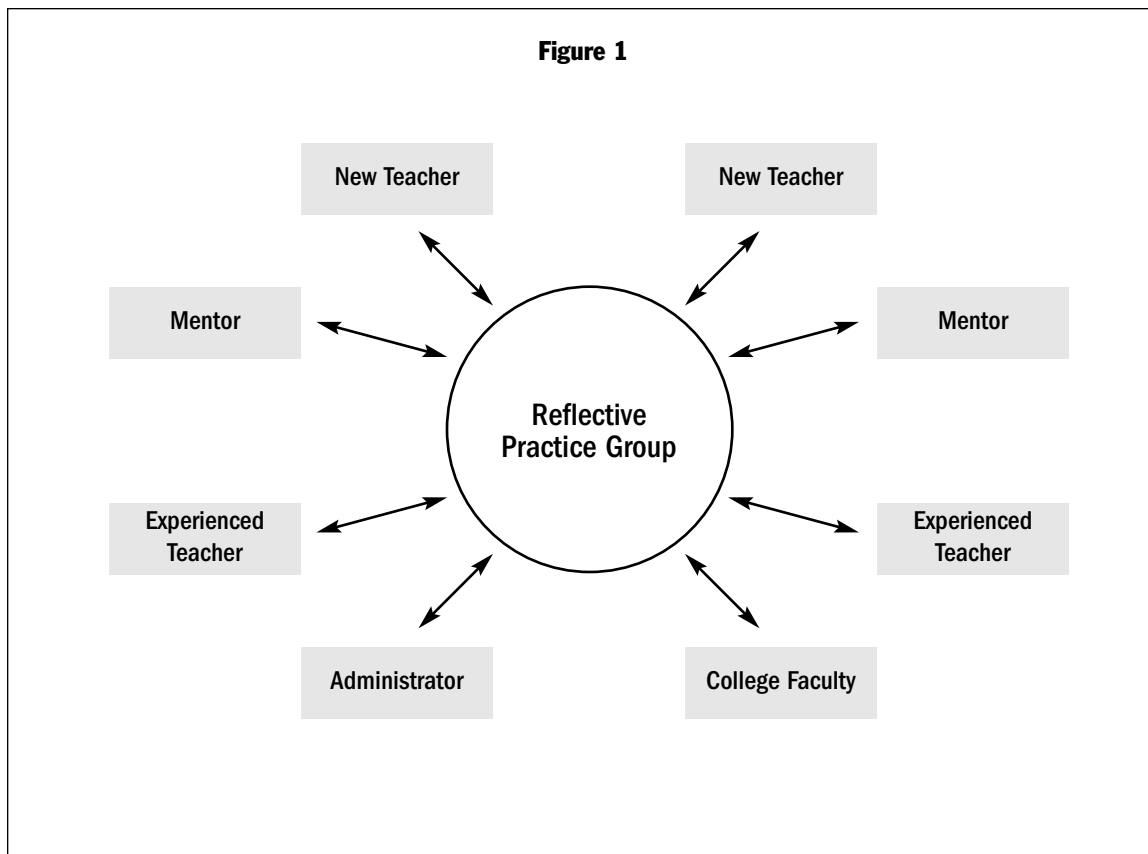 Figure 1
New Teacher
New Teacher
Mentor
Mentor
Reflective
Practice Group
Experienced
Teacher
Experienced
Teacher
Administrator
College Faculty